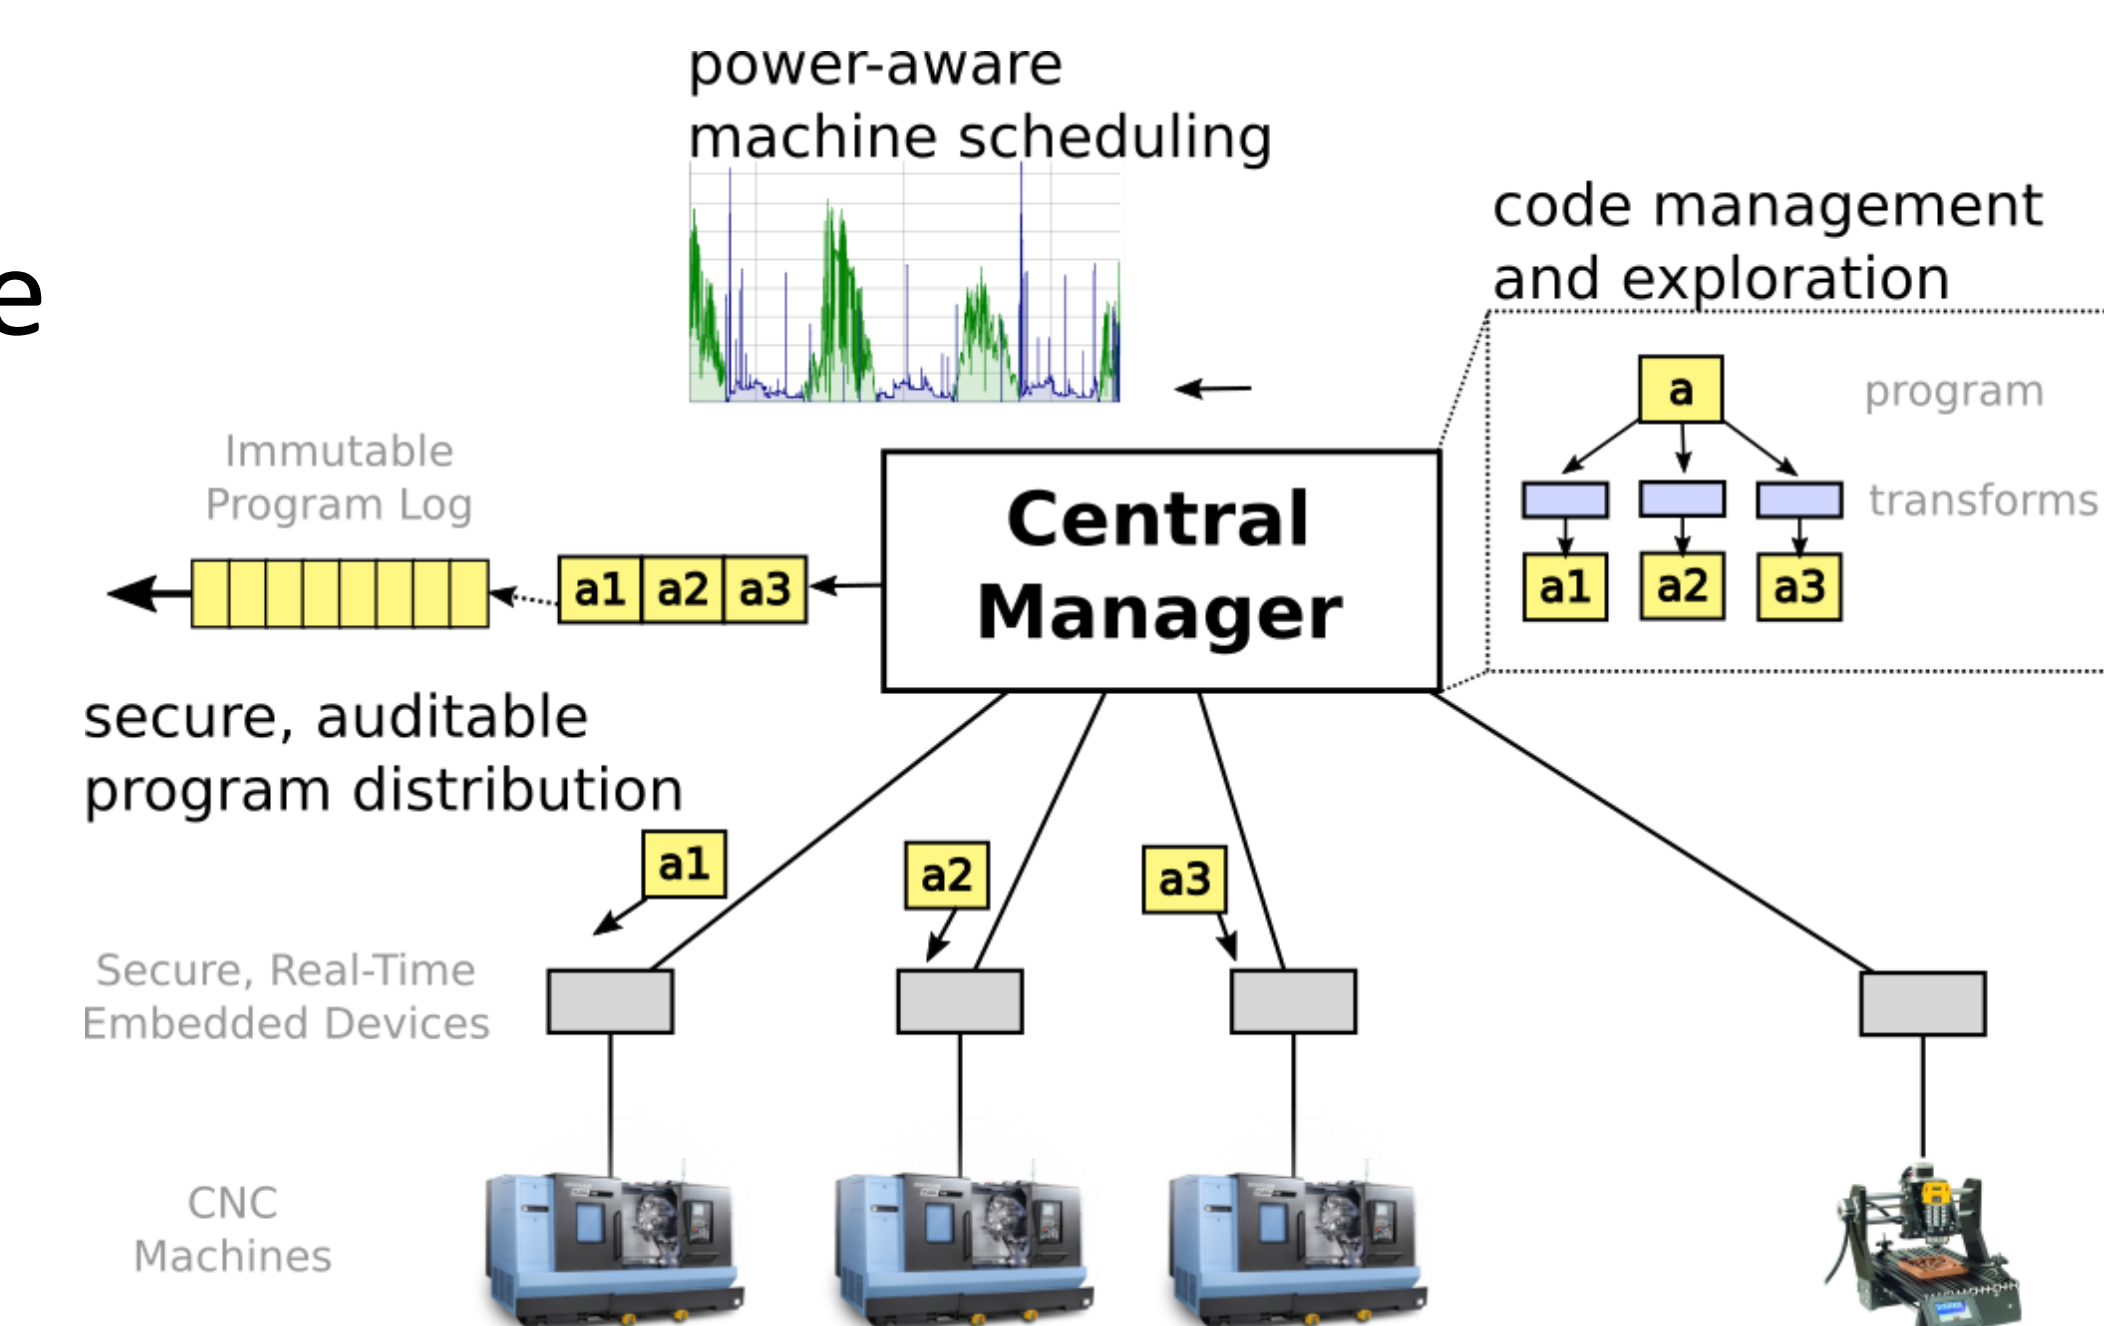 power-aware
machine scheduling
code management
and exploration
e
a
program
transforms
a1
a2
a3
Immutable
Program Log
a1
a2
a3
Central
Manager
secure, auditable
program distribution
a1
a2
a3
Secure, Real-Time
Embedded Devices
CNC
Machines